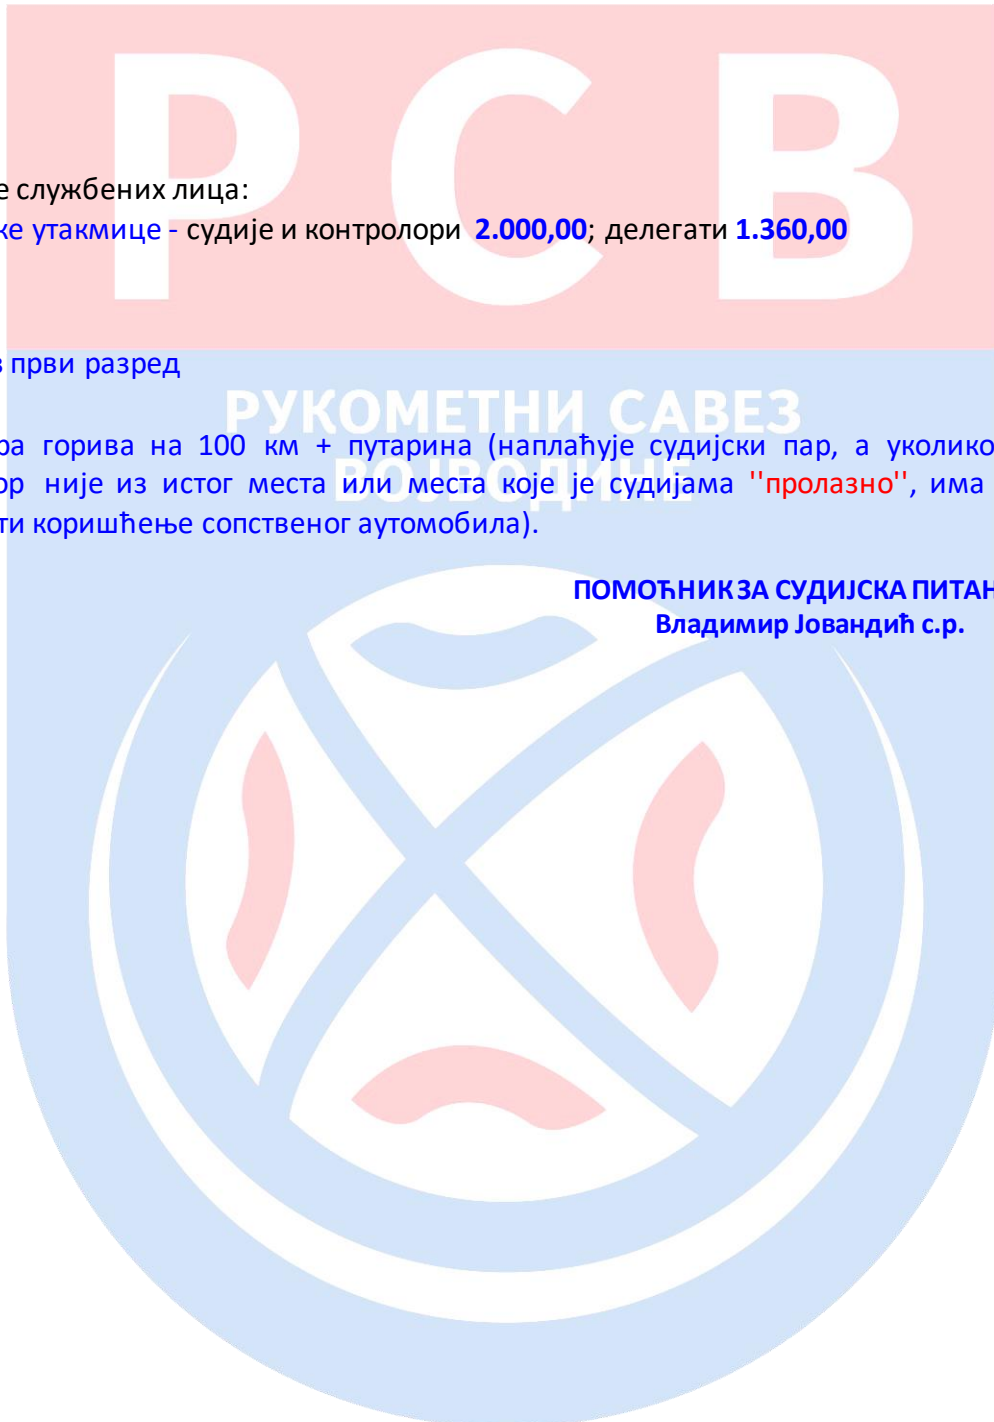 Р С В
е службених лица:
ке утакмице - судије и контролори 2.000,00; делегати 1.360,00
в први разред
РУКОМЕТНИ САВЕЗ
ВОЈВОДИНЕ
ра горива на 100 км + путарина (наплаћује судијски пар, а уколико
ор није из истог места или места које је судијама ''пролазно'', има
ти коришћење сопственог аутомобила).
ПОМОЋНИК ЗА СУДИЈСКА ПИТАЊ
Владимир Јовандић с.р.